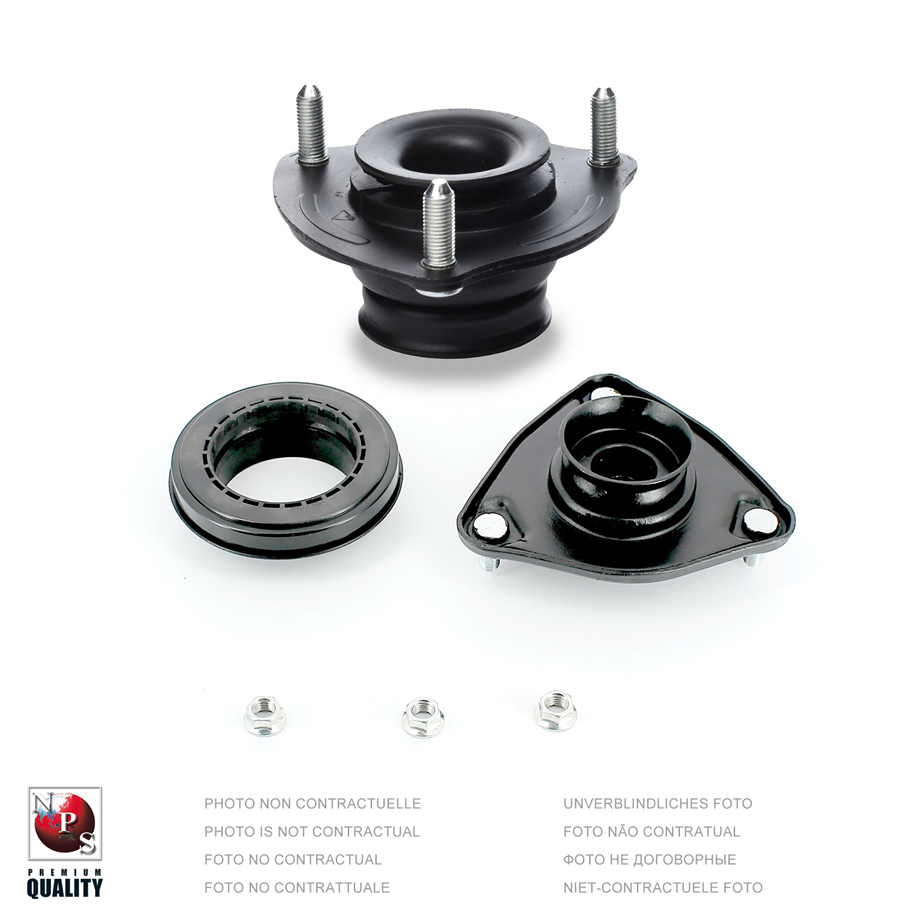 PHOTO NON CONTRACTUELLE
PHOTO IS NOT CONTRACTUAL
FOTO NO CONTRACTUAL
FOTO NO CONTRATTUALE
UNVERBLINDLICHES FOTO
FOTO NÃO CONTRATUAL
ФОТО НЕ ДОГОВОРНЫЕ
NIET-CONTRACTUELE FOTO
NPS
PREMIUM
QUALITY